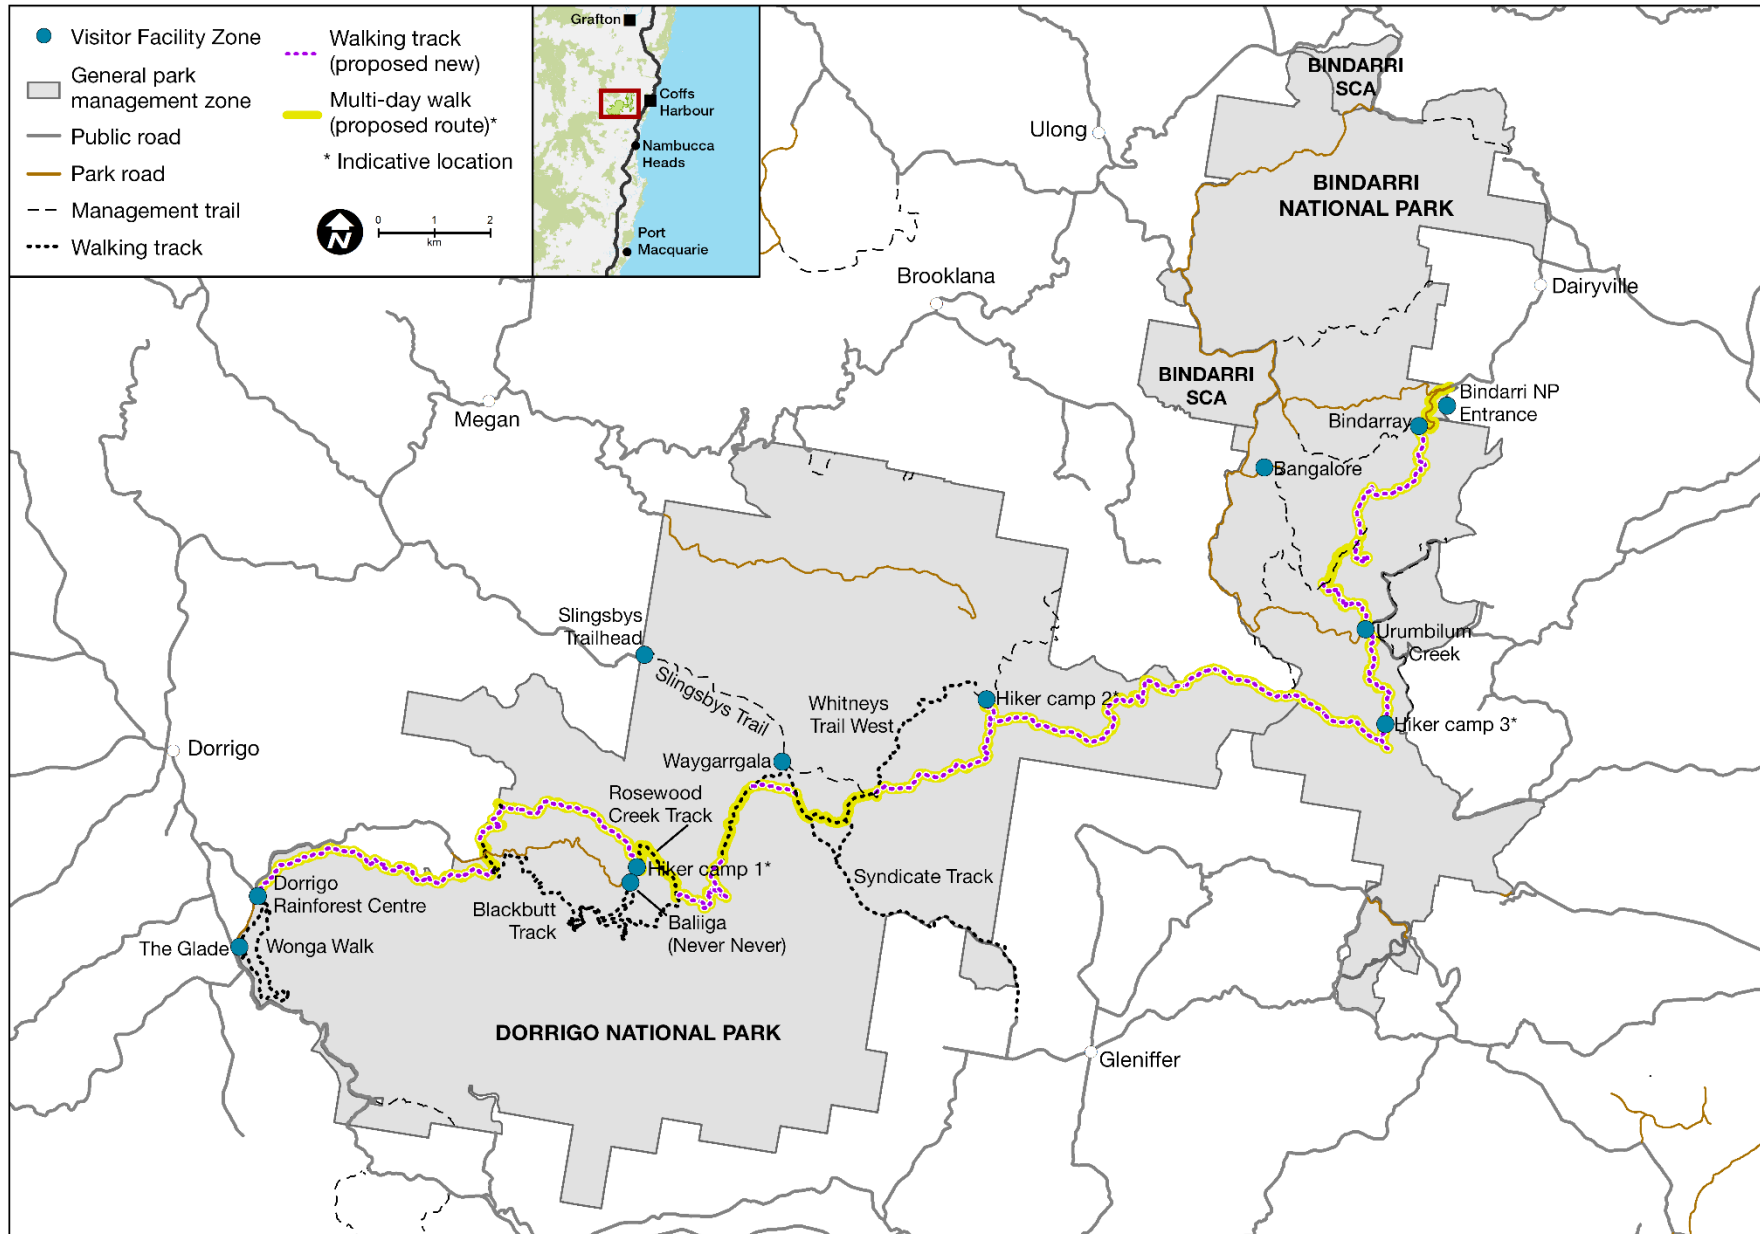 Visitor Facility Zone
General park
management zone
Public road
Park road
Management trail
Walking track
Walking track
(proposed new)
Multi-day walk
(proposed route)*
* Indicative location
N
0 1 2
km
Grafton
Coffs
Harbour
Nambucca
Heads
Port
Macquarie
BINDARRI
SCA
Ulong
BINDARRI
NATIONAL PARK
Brooklana
Dairyville
BINDARRI
SCA
Megan
Bindarri NP
Entrance
Bindarray
Bangalore
Slingsbys
Trailhead
Urumbilum
Creek
Slingsbys Trail
Whitneys
Trail West
Hiker camp 2*
Hiker camp 3*
Dorrigo
Waygarrgala
Rosewood
Creek Track
Hiker camp 1*
Syndicate Track
Dorrigo
Rainforest Centre
Blackbutt
Track
Baliiga
(Never Never)
The Glade
Wonga Walk
DORRIGO NATIONAL PARK
Gleniffer